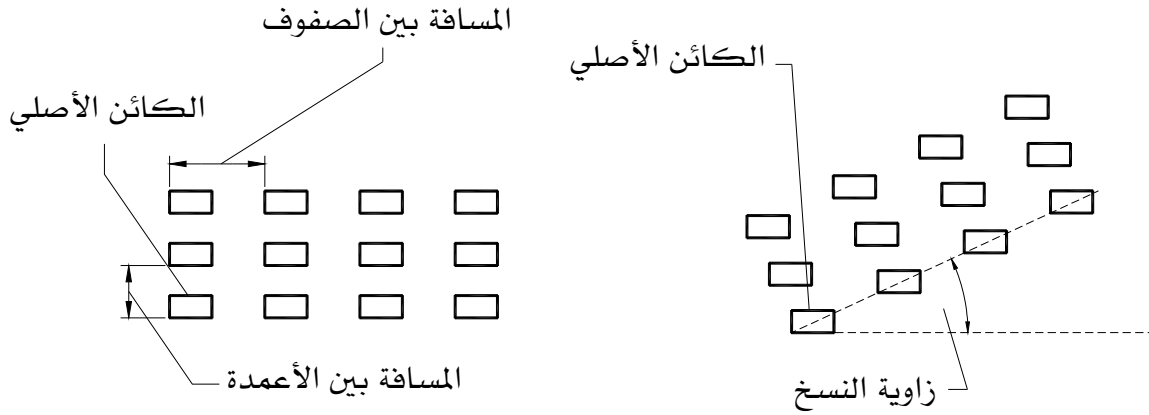 المسافة بين الصفوف
الكائن الأصلي
الكائن الأصلي
المسافة بين الأعمدة
زاوية النسخ